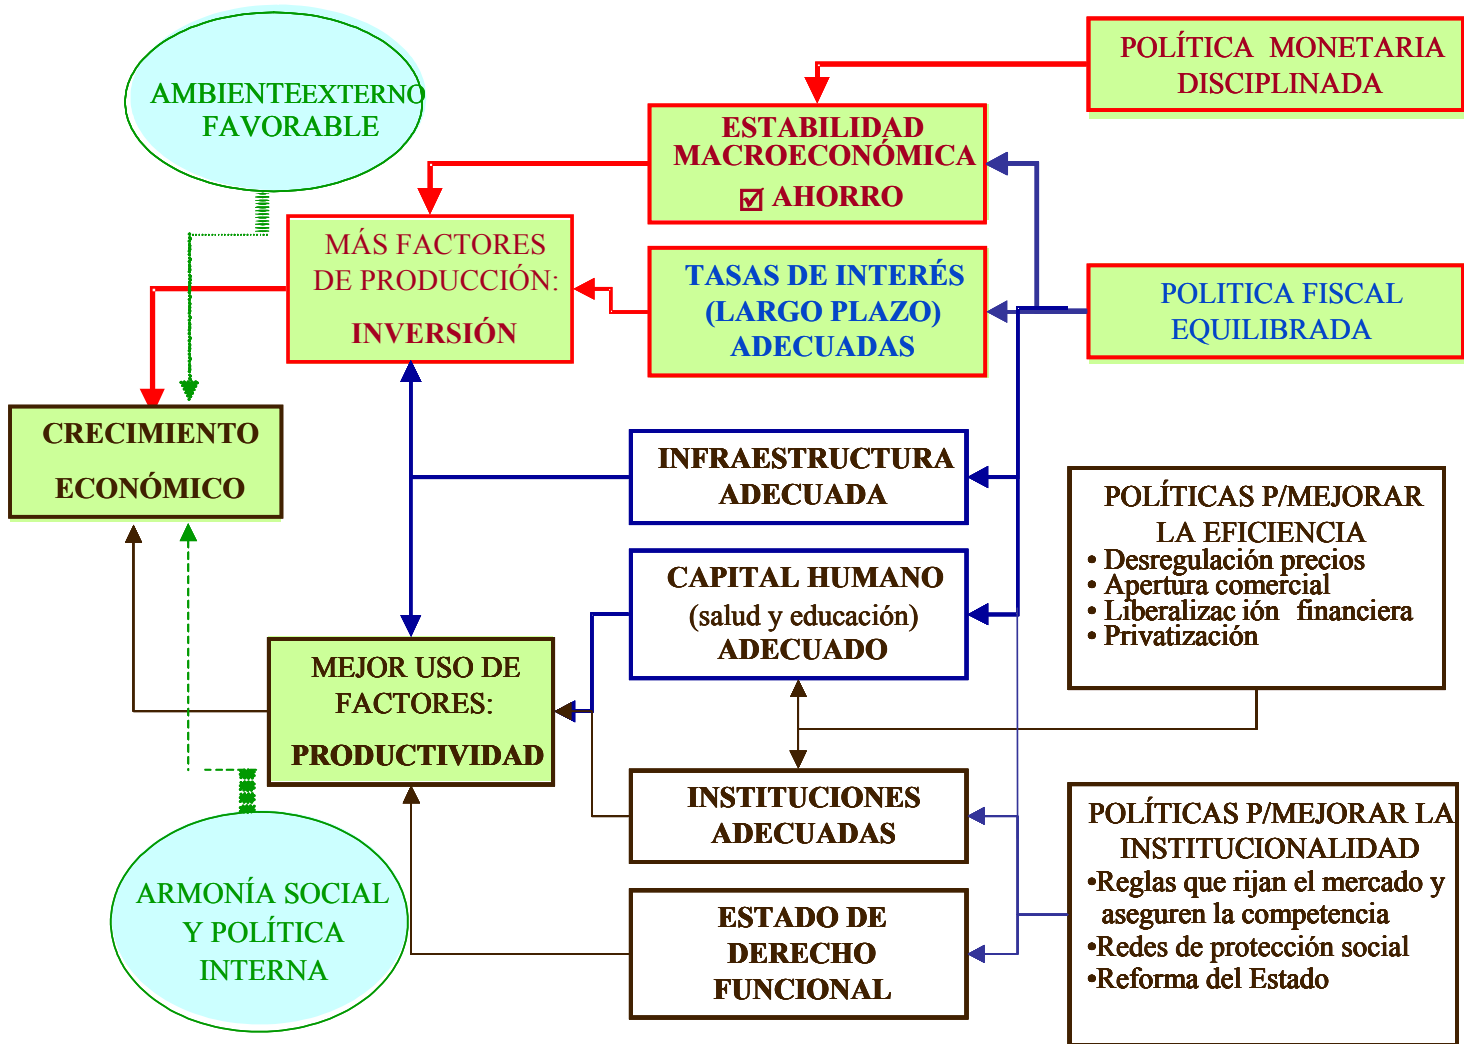 AMBIENTE EXTERNO
FAVORABLE
POLÍTICA MONETARIA
DISCIPLINADA
ESTABILIDAD
MACROECONÓMICA
☑ AHORRO
MÁS FACTORES
DE PRODUCCIÓN:
INVERSIÓN
TASAS DE INTERÉS
(LARGO PLAZO)
ADECUADAS
POLITICA FISCAL
EQUILIBRADA
CRECIMIENTO
ECONÓMICO
INFRAESTRUCTURA
ADECUADA
POLÍTICAS P/MEJORAR
LA EFICIENCIA
• Desregulación precios
• Apertura comercial
• Liberalizac ión financiera
• Privatización
CAPITAL HUMANO
(salud y educación)
ADECUADO
MEJOR USO DE
FACTORES:
PRODUCTIVIDAD
INSTITUCIONES
ADECUADAS
POLÍTICAS P/MEJORAR LA
INSTITUCIONALIDAD
•Reglas que rijan el mercado y
aseguren la competencia
•Redes de protección social
•Reforma del Estado
ARMONÍA SOCIAL
Y POLÍTICA
INTERNA
ESTADO DE
DERECHO
FUNCIONAL